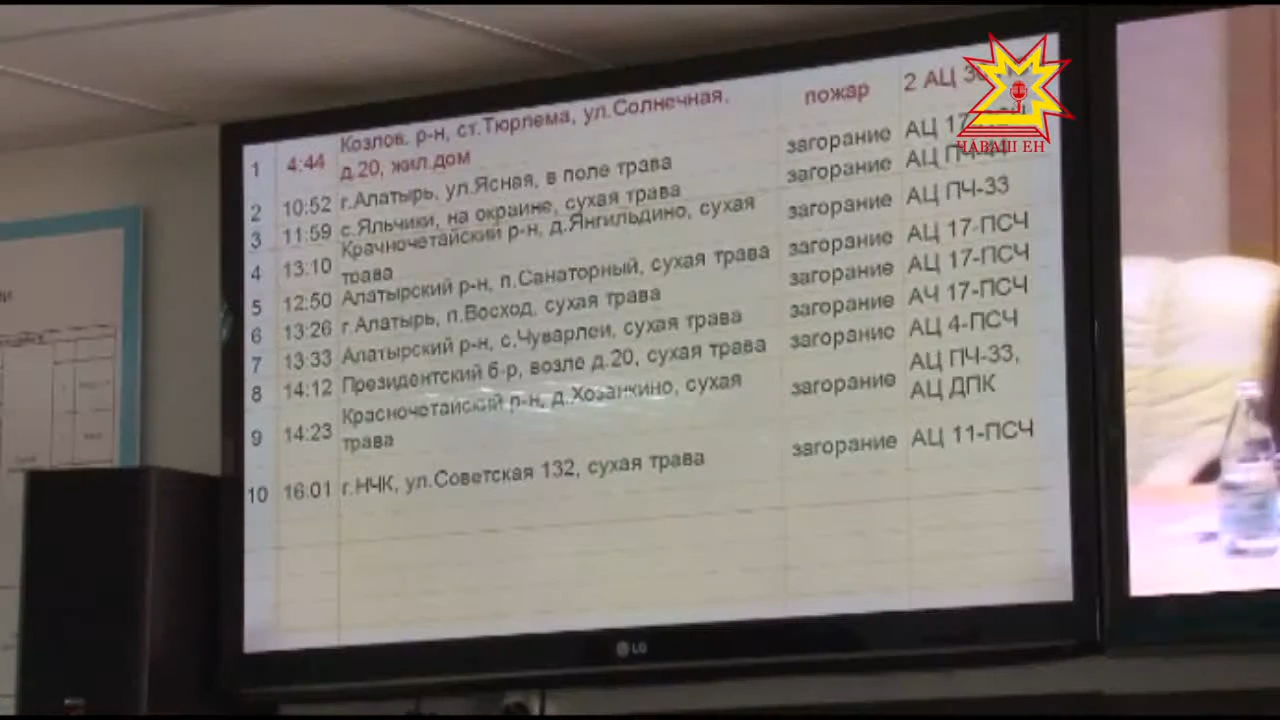 1 4:44 Козлов. р-н, ст.Тюрлема, ул.Солнечная, пожар 2 АЦ
д.20, жил.дом
2 10:52 г.Алатырь, ул.Ясная, в поле трава загорание АЦ 17-ПСЧ
3 11:59 с.Яльчики, на окраине, сухая трава загорание АЦ ПЧ-44
4 13:10 Крачночетайский р-н, д.Янгильдино, сухая загорание АЦ ПЧ-33
трава
5 12:50 Алатырский р-н, п.Санаторный, сухая трава загорание АЦ 17-ПСЧ
6 13:26 г.Алатырь, п.Восход, сухая трава загорание АЦ 17-ПСЧ
7 13:33 Алатырский р-н, с.Чуварлеи, сухая трава загорание АЧ 17-ПСЧ
8 14:12 Президентский б-р, возле д.20, сухая трава загорание АЦ 4-ПСЧ
9 14:23 Красночетайский р-н, д.Хозанкино, сухая загорание АЦ ПЧ-33,
трава АЦ ДПК
10 16:01 г.НЧК, ул.Советская 132, сухая трава загорание АЦ 11-ПСЧ
ЧАВАШ ЕН
LG